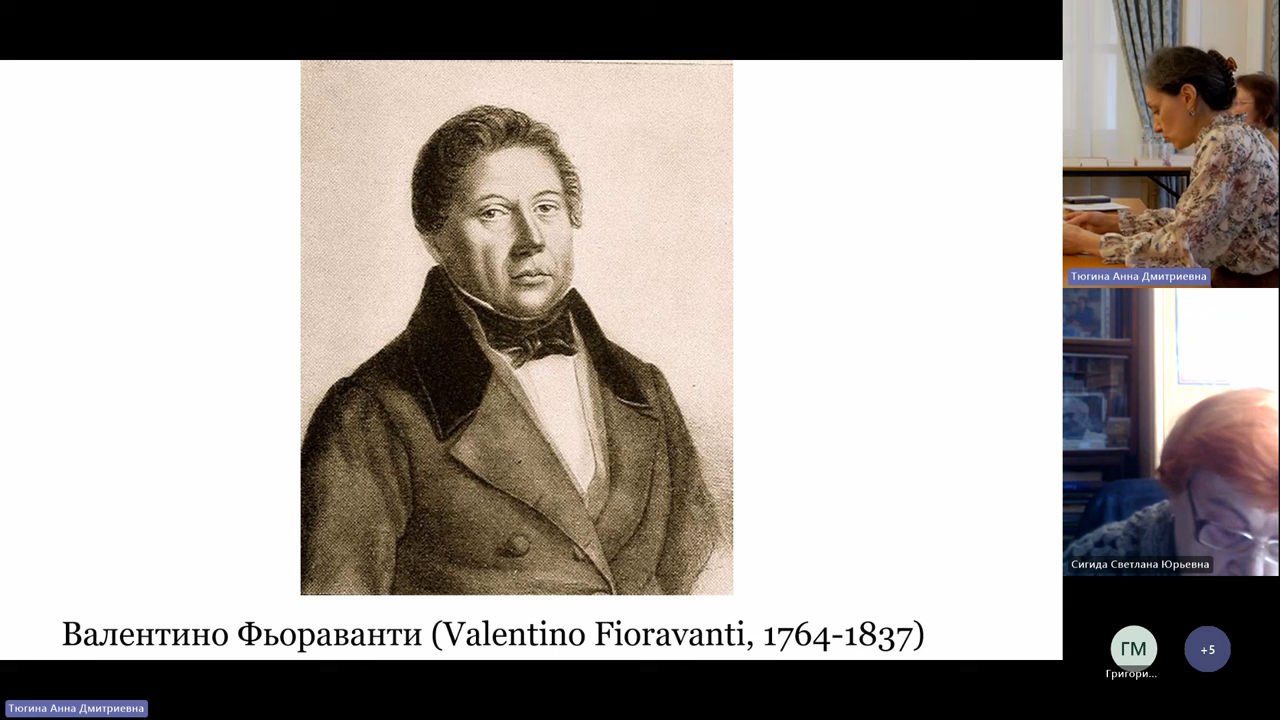 Валентино Фьораванти (Valentino Fioravanti, 1764-1837)
Тюгина Анна Дмитриевна
Сигида Светлана Юрьевна
ГМ
+5
Григори...
Тюгина Анна Дмитриевна